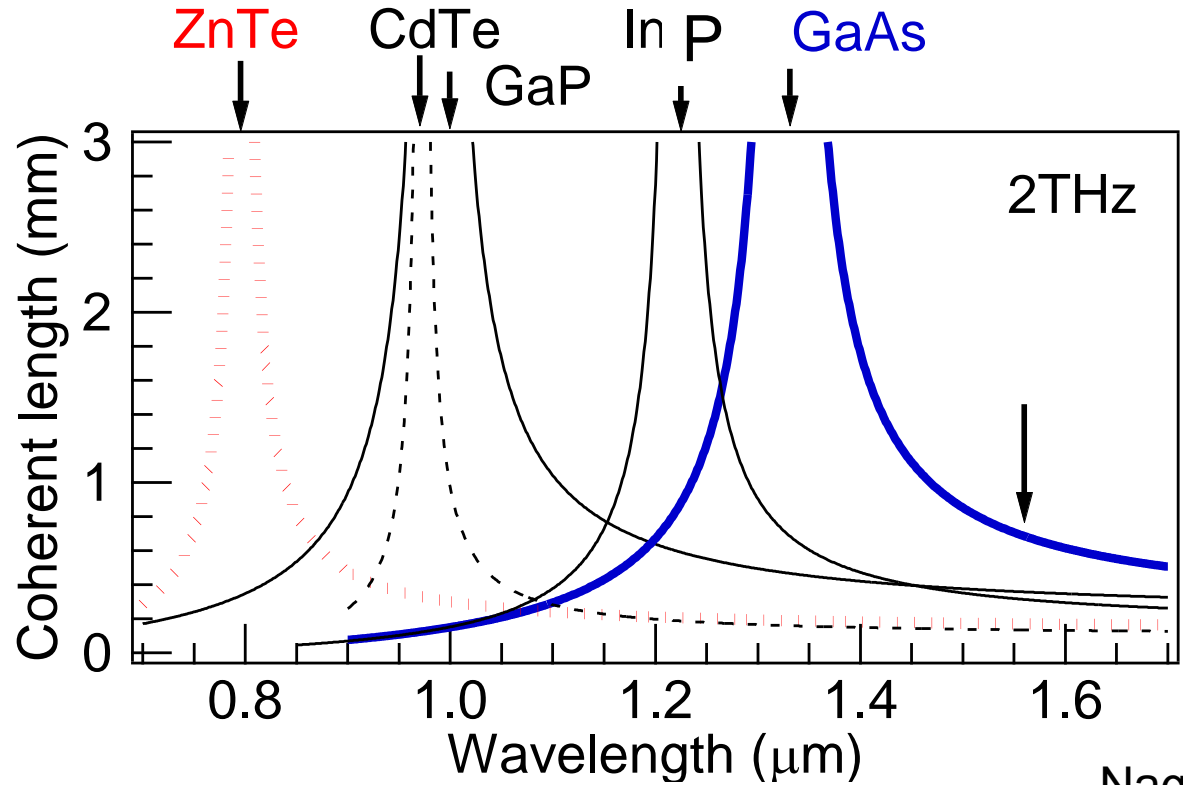 ZnTe CdTe In P GaAs
GaP
3
2THz
2
1
0
Coherent length (mm)
0.8 1.0 1.2 1.4 1.6
Wavelength (μm)
Nag